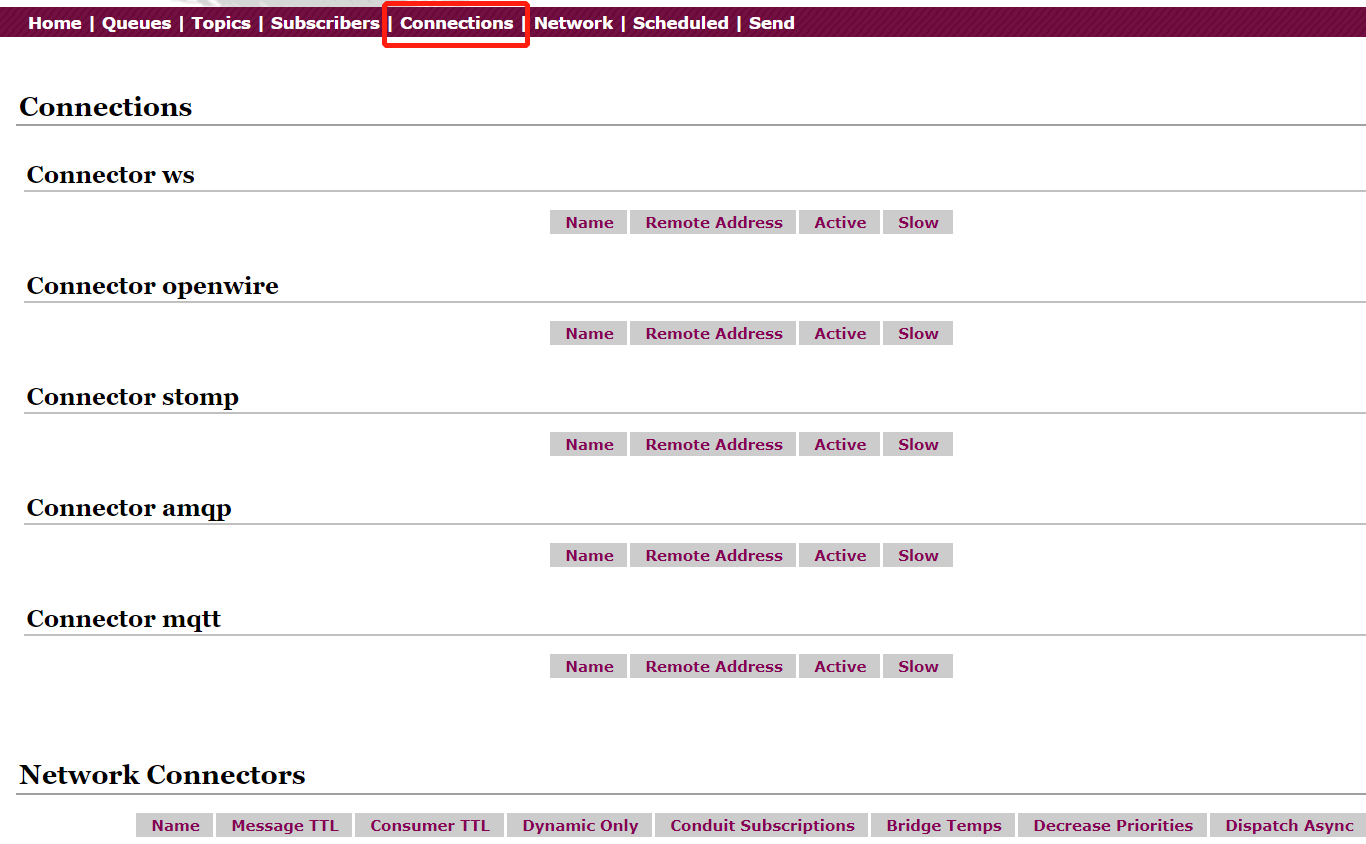 Home | Queues | Topics | Subscribers | Connections | Network | Scheduled | Send
Connections
Connector ws
Name Remote Address Active Slow
Connector openwire
Name Remote Address Active Slow
Connector stomp
Name Remote Address Active Slow
Connector amqp
Name Remote Address Active Slow
Connector mqtt
Name Remote Address Active Slow
Network Connectors
Name Message TTL Consumer TTL Dynamic Only Conduit Subscriptions Bridge Temps Decrease Priorities Dispatch Async